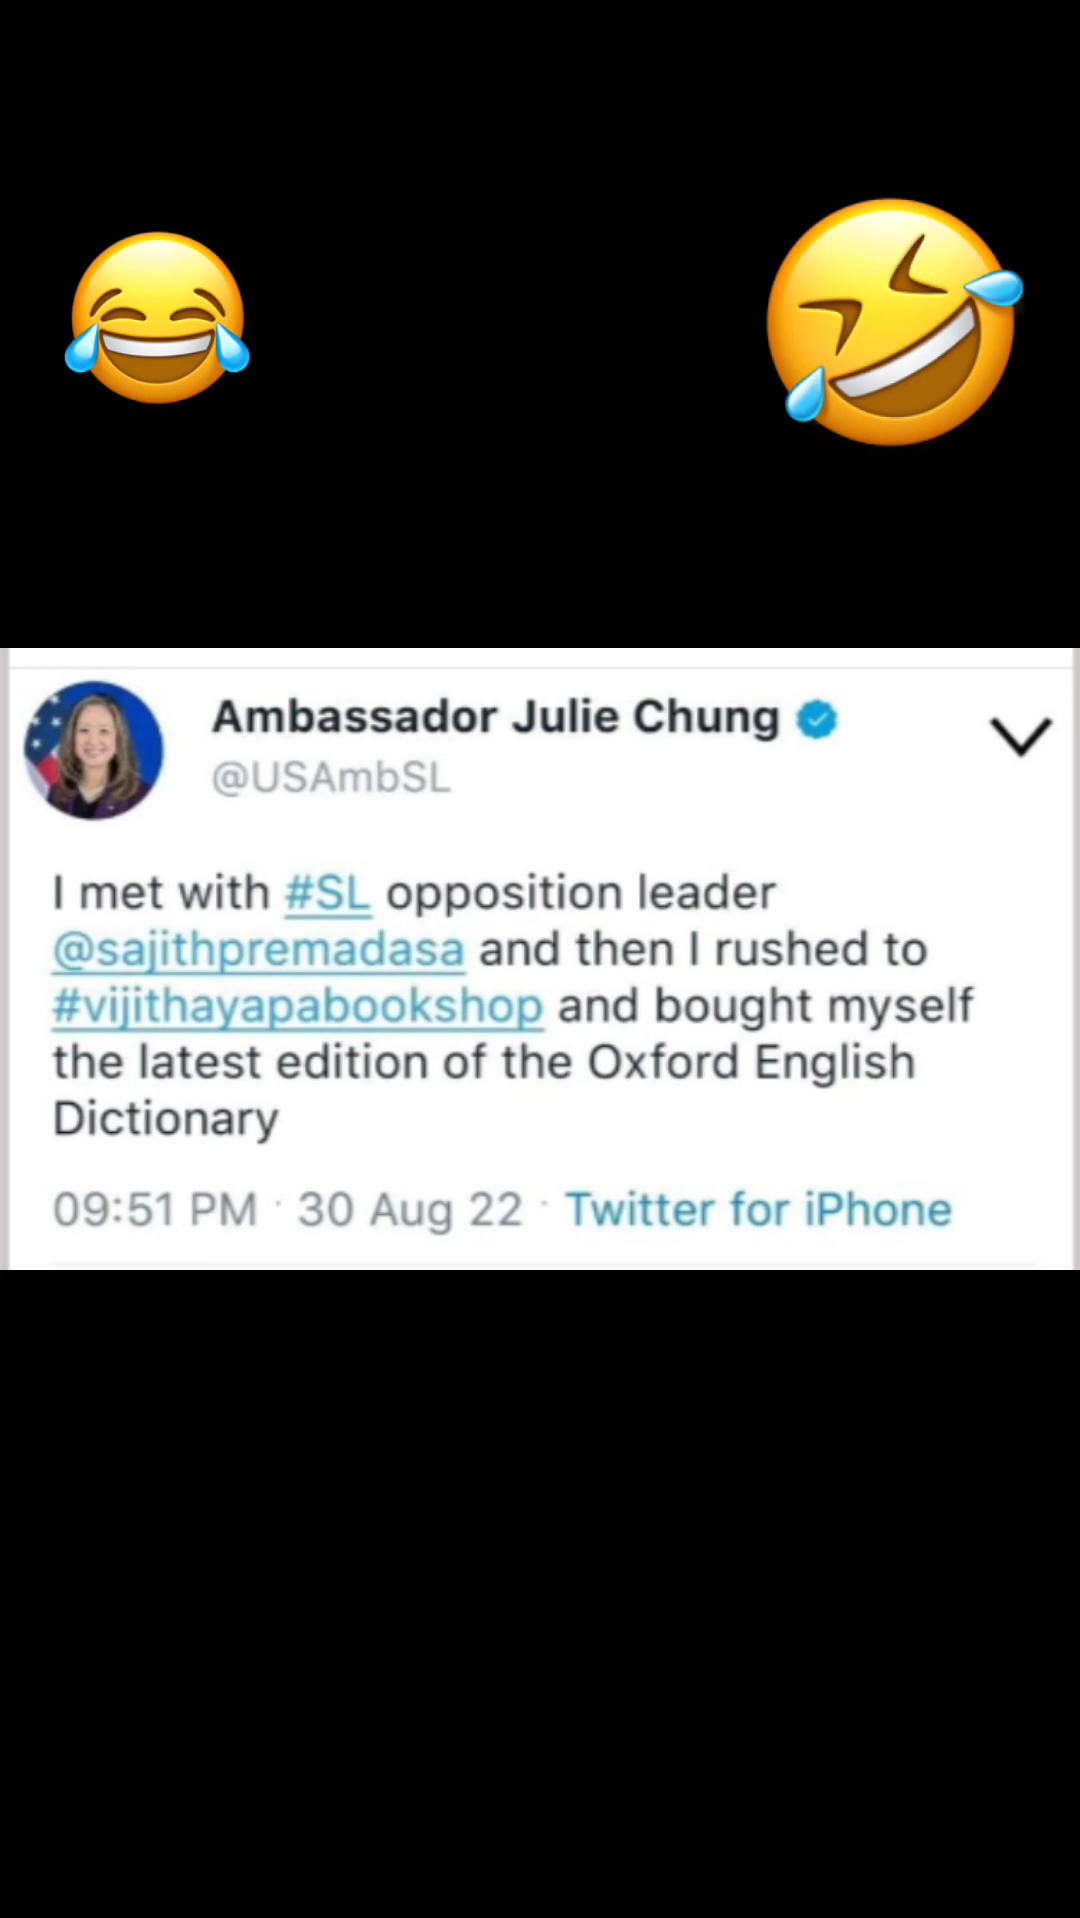 Ambassador Julie Chung
@USAmbSL
I met with #SL opposition leader
@sajithpremadasa and then I rushed to
#vijithayapabookshop and bought myself
the latest edition of the Oxford English
Dictionary
09:51 PM · 30 Aug 22 · Twitter for iPhone